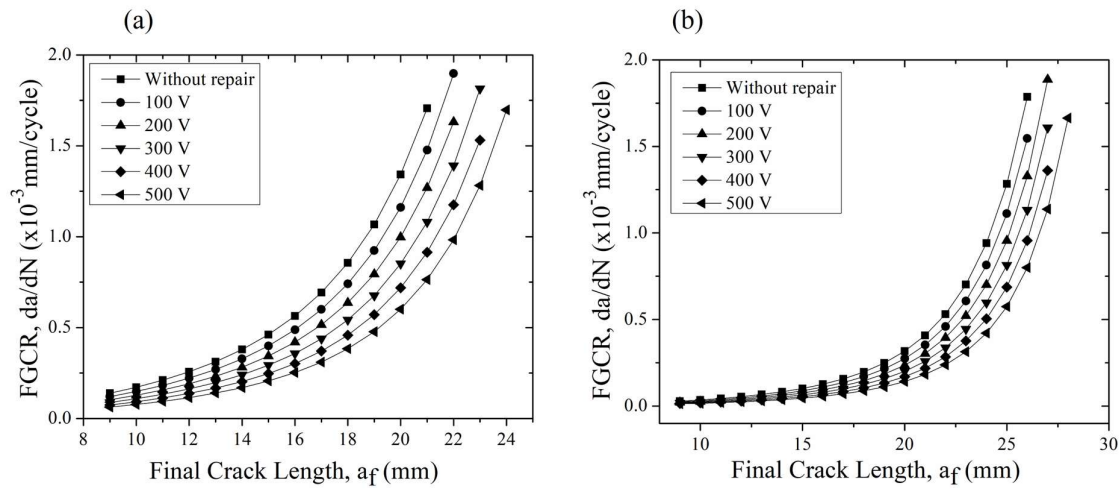 (a)
2.0
1.5
1.0
0.5
0.0
FGCR, da/dN (x10⁻³ mm/cycle)
Without repair
100 V
200 V
300 V
400 V
500 V
8 10 12 14 16 18 20 22 24
Final Crack Length, a_f (mm)
(b)
2.0
1.5
1.0
0.5
0.0
FGCR, da/dN (x10⁻³ mm/cycle)
Without repair
100 V
200 V
300 V
400 V
500 V
10 15 20 25 30
Final Crack Length, a_f (mm)